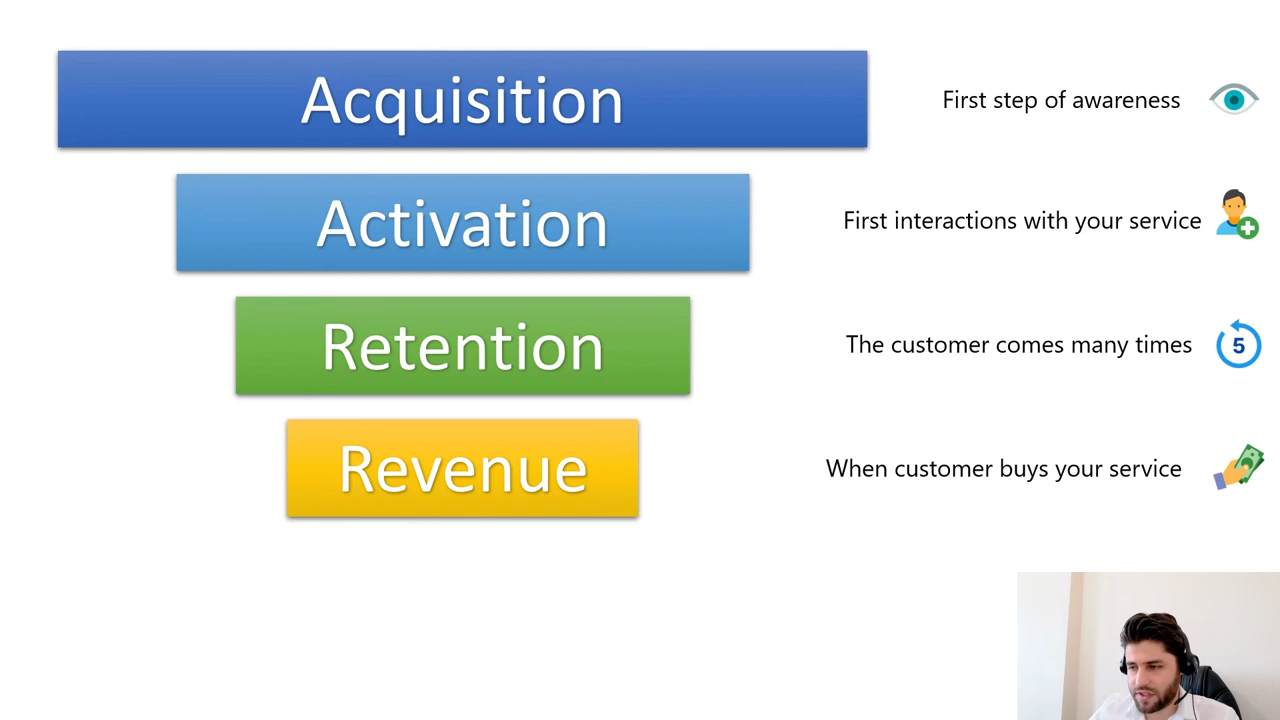 Acquisition
First step of awareness
Activation
First interactions with your service
Retention
The customer comes many times
5
Revenue
When customer buys your service